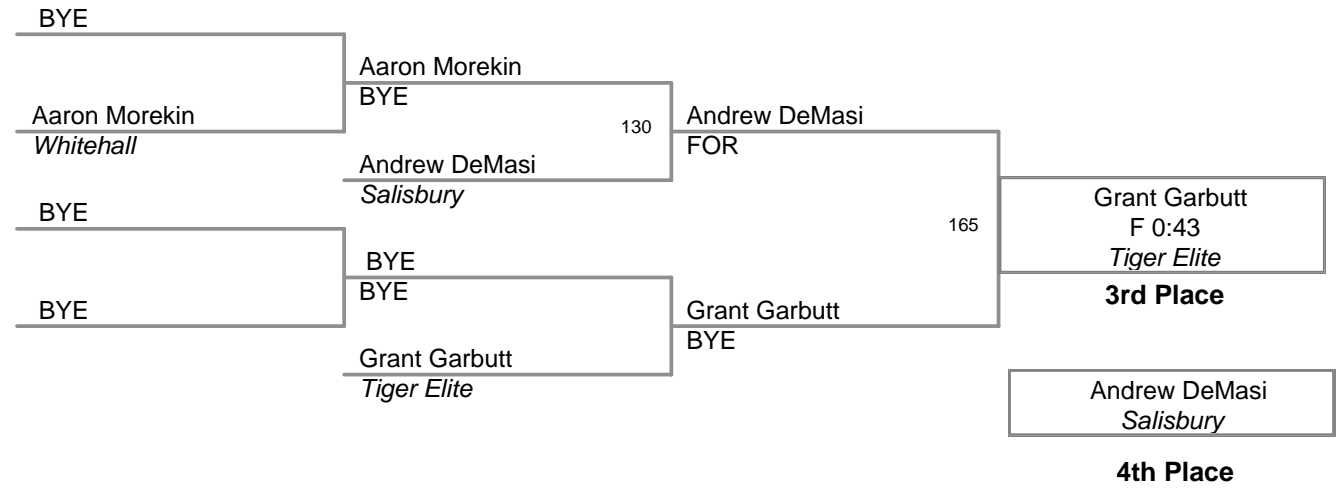 BYE
Aaron Morekin
BYE
Aaron Morekin
Whitehall
130
Andrew DeMasi
FOR
Andrew DeMasi
Salisbury
BYE
165
Grant Garbutt
F 0:43
Tiger Elite
3rd Place
BYE
BYE
BYE
Grant Garbutt
BYE
Grant Garbutt
Tiger Elite
Andrew DeMasi
Salisbury
4th Place